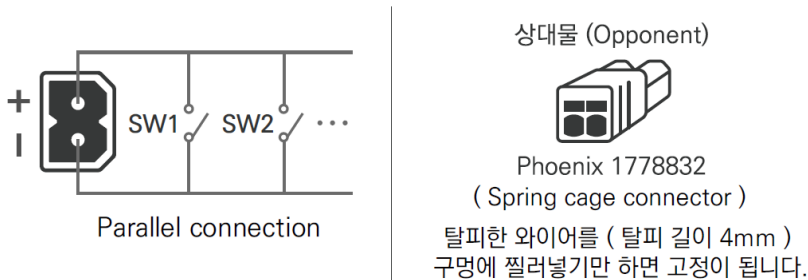 +
−
SW1
SW2
...
Parallel connection
상대물 (Opponent)
Phoenix 1778832
( Spring cage connector )
탈피한 와이어를 ( 탈피 길이 4mm )
구멍에 찔러넣기만 하면 고정이 됩니다.